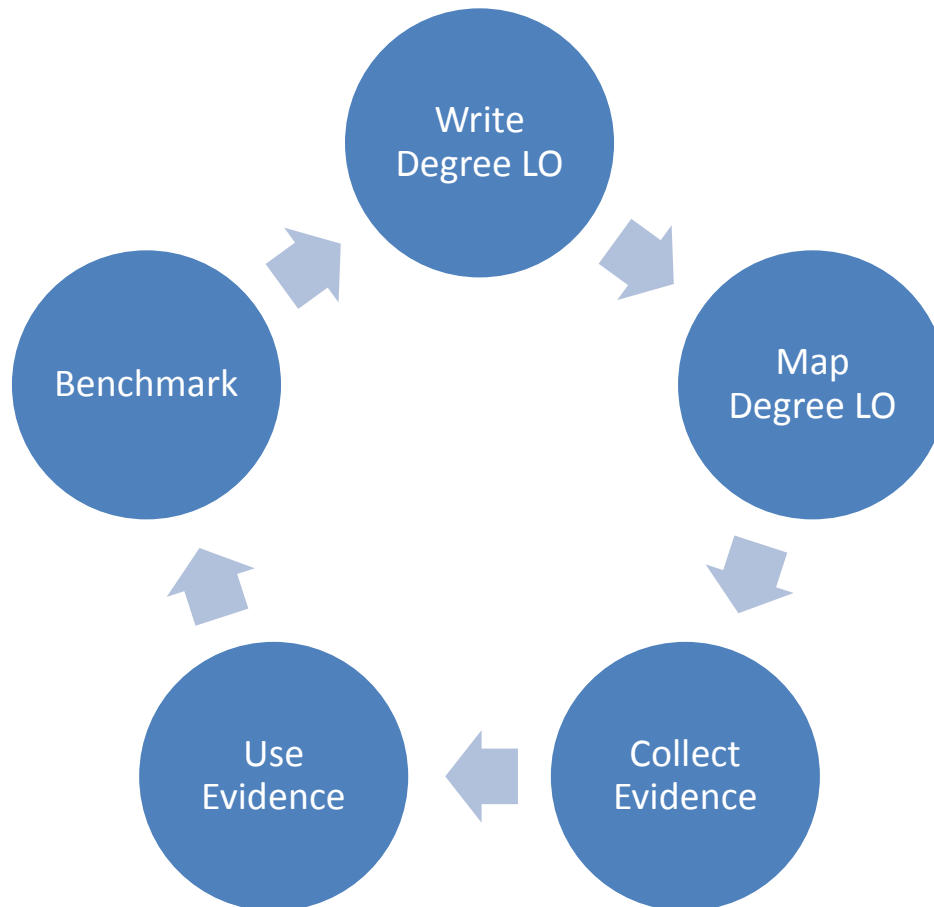 Write
Degree LO
Map
Degree LO
Collect
Evidence
Use
Evidence
Benchmark